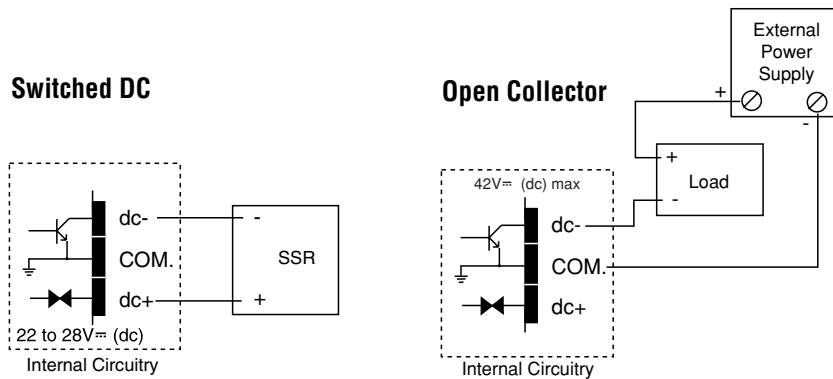 Switched DC
dc-
COM.
dc+
22 to 28V⎓ (dc)
Internal Circuitry
-
SSR
+
Open Collector
External
Power
Supply
+
-
+
Load
-
42V⎓ (dc) max
dc-
COM.
dc+
Internal Circuitry